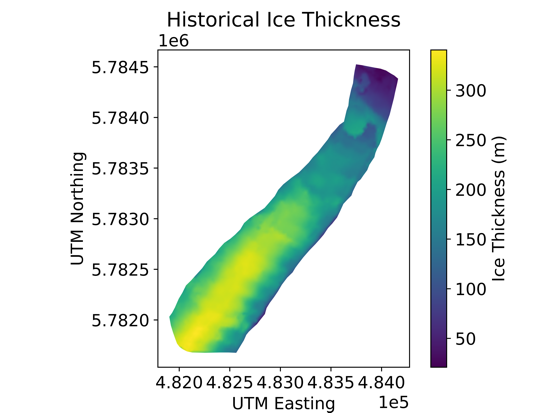 Historical Ice Thickness
1e6
5.7845
5.7840
5.7835
5.7830
5.7825
5.7820
UTM Northing
4.820 4.825 4.830 4.835 4.840
1e5
UTM Easting
300
250
200
150
100
50
Ice Thickness (m)